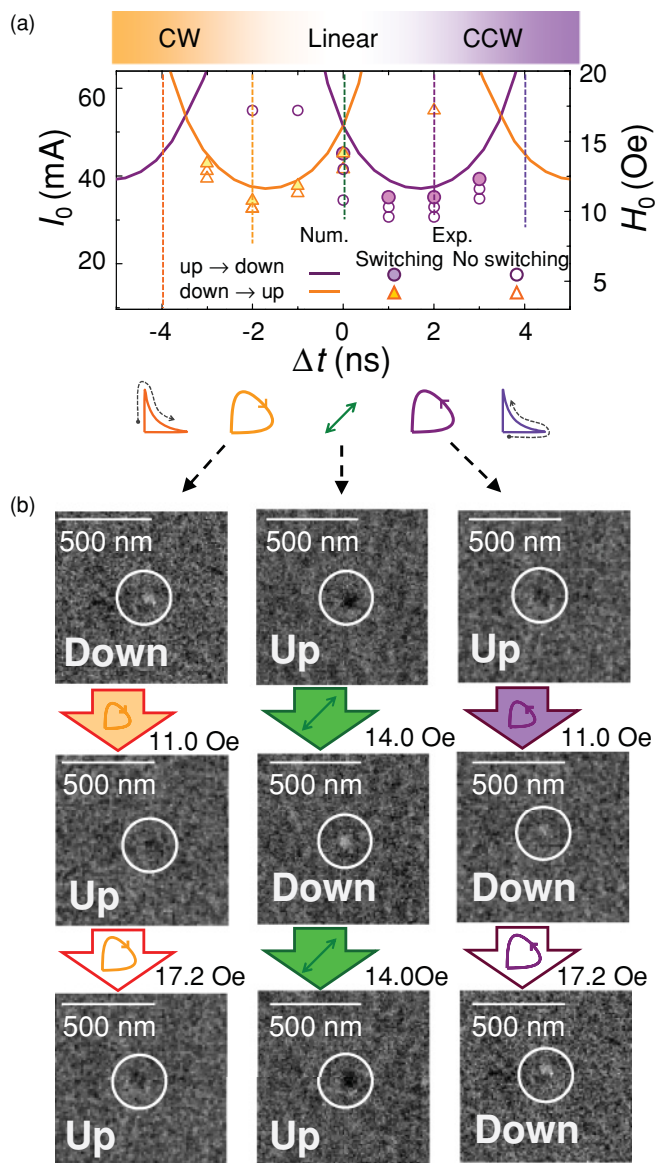 (a)
CW Linear CCW
60
40
20
I0 (mA)
20
15
10
5
H0 (Oe)
Num. Exp.
up → down Switching No switching
down → up
-4 -2 0 2 4
Δt (ns)
(b)
500 nm 500 nm 500 nm
Down Up Up
11.0 Oe 14.0 Oe 11.0 Oe
500 nm 500 nm 500 nm
Up Down Down
17.2 Oe 14.0Oe 17.2 Oe
500 nm 500 nm 500 nm
Up Up Down